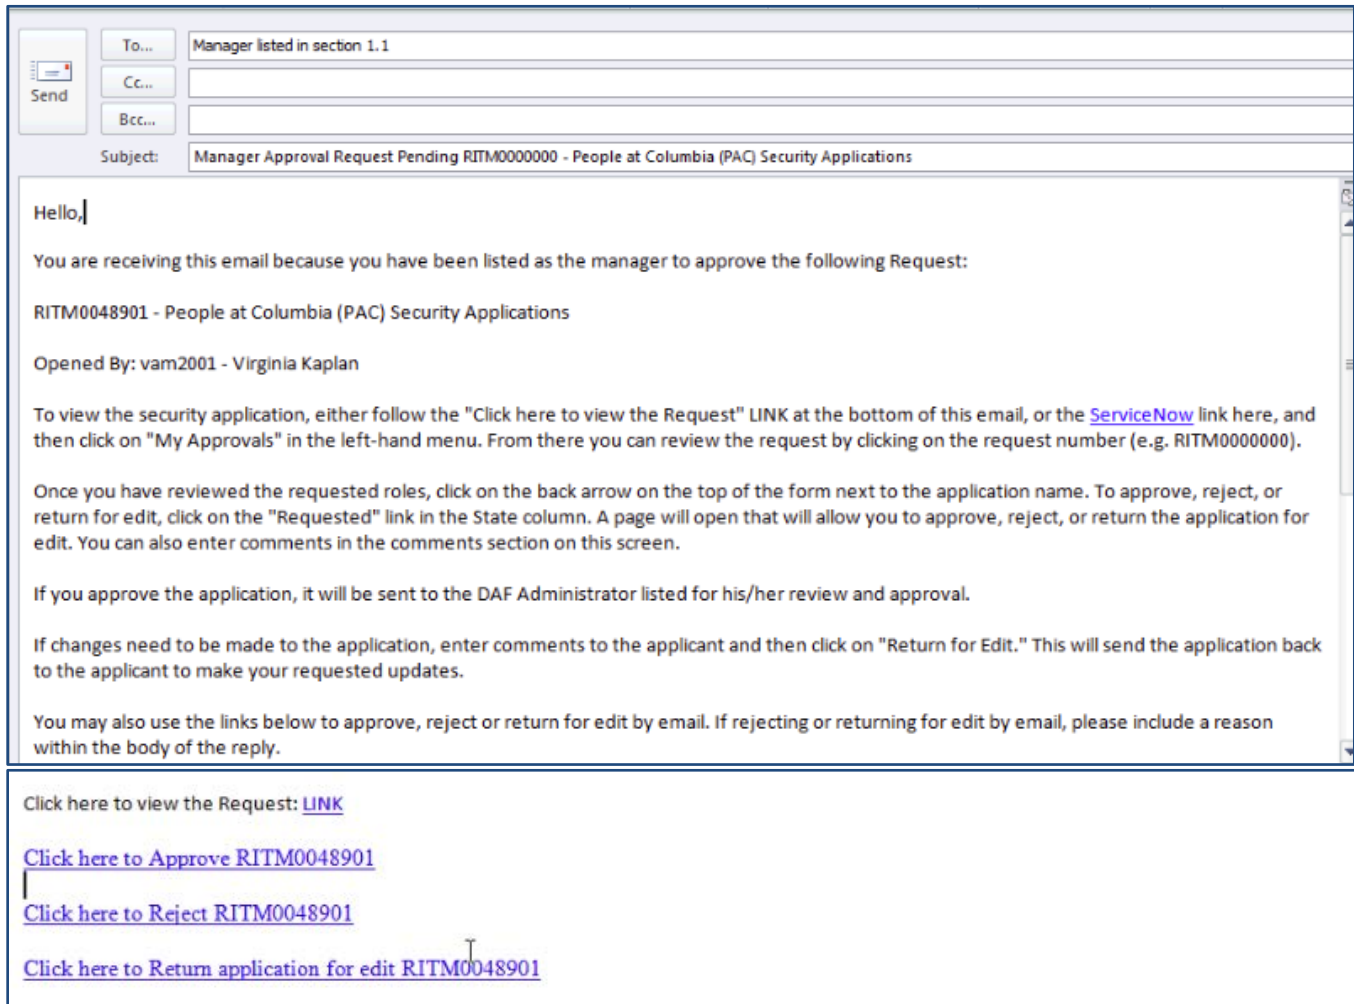 To...
Manager listed in section 1.1
Cc...
Send
Bcc...
Subject:
Manager Approval Request Pending RITM0000000 - People at Columbia (PAC) Security Applications
Hello,
You are receiving this email because you have been listed as the manager to approve the following Request:
RITM0048901 - People at Columbia (PAC) Security Applications
Opened By: vam2001 - Virginia Kaplan
To view the security application, either follow the "Click here to view the Request" LINK at the bottom of this email, or the ServiceNow link here, and
then click on "My Approvals" in the left-hand menu. From there you can review the request by clicking on the request number (e.g. RITM0000000).
Once you have reviewed the requested roles, click on the back arrow on the top of the form next to the application name. To approve, reject, or
return for edit, click on the "Requested" link in the State column. A page will open that will allow you to approve, reject, or return the application for
edit. You can also enter comments in the comments section on this screen.
If you approve the application, it will be sent to the DAF Administrator listed for his/her review and approval.
If changes need to be made to the application, enter comments to the applicant and then click on "Return for Edit." This will send the application back
to the applicant to make your requested updates.
You may also use the links below to approve, reject or return for edit by email. If rejecting or returning for edit by email, please include a reason
within the body of the reply.
Click here to view the Request: LINK
Click here to Approve RITM0048901
Click here to Reject RITM0048901
Click here to Return application for edit RITM0048901